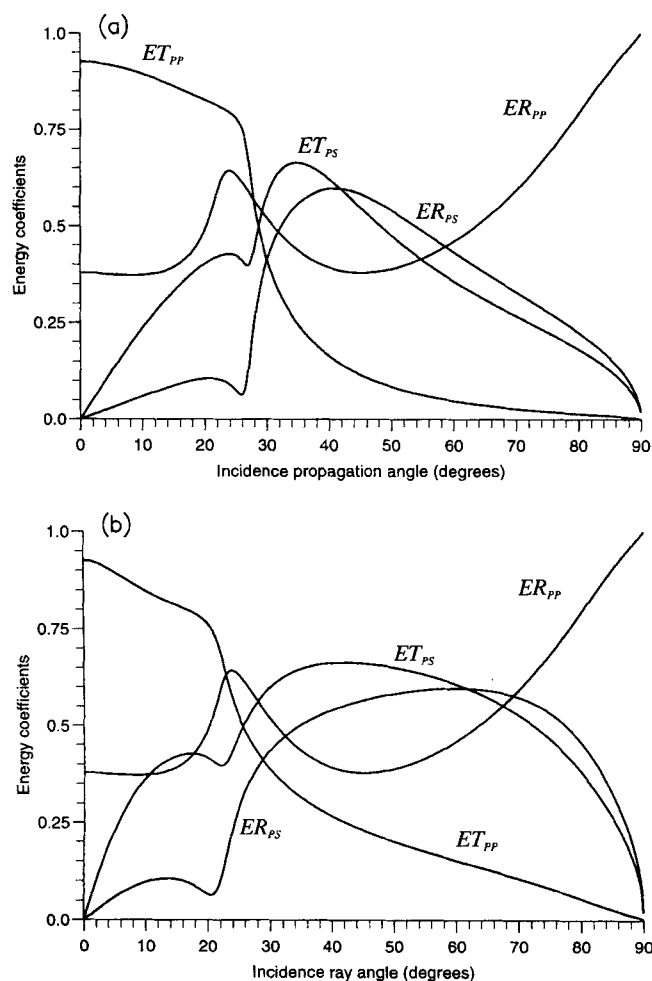 (a)
1.0
0.75
0.5
0.25
0.0
Energy coefficients
ET_PP
ET_PS
ER_PS
ER_PP
0 10 20 30 40 50 60 70 80 90
Incidence propagation angle (degrees)
(b)
1.0
0.75
0.5
0.25
0.0
Energy coefficients
ER_PP
ET_PS
ER_PS
ET_PP
0 10 20 30 40 50 60 70 80 90
Incidence ray angle (degrees)